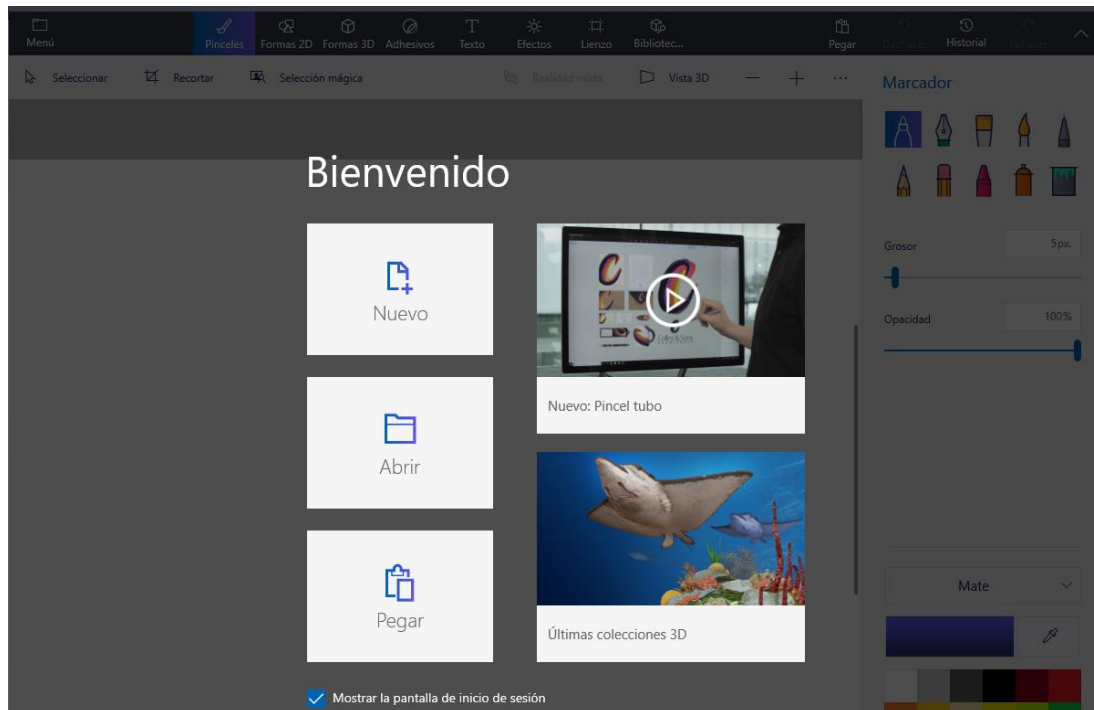 Menú
Pinceles
Formas 2D
Formas 3D
Adhesivos
Texto
Efectos
Lienzo
Bibliotec...
Pegar
Deshacer
Historial
Rehacer
Seleccionar
Recortar
Selección mágica
Realidad mixta
Vista 3D
Marcador
Bienvenido
Nuevo
Abrir
Pegar
Nuevo: Pincel tubo
Últimas colecciones 3D
Mostrar la pantalla de inicio de sesión
Grosor
5px.
Opacidad
100%
Mate